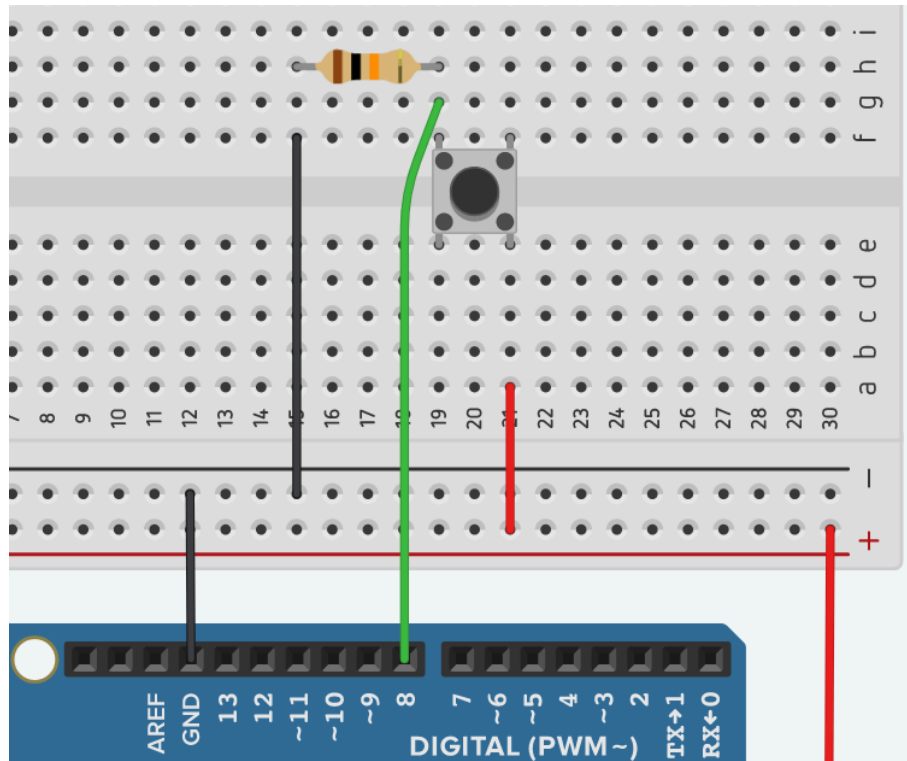 i
h
g
f
e
d
c
b
a
7 8 9 10 11 12 13 14 15 16 17 18 19 20 21 22 23 24 25 26 27 28 29 30
−
+
AREF GND 13 12 ~11 ~10 ~9 8 7 ~6 ~5 4 ~3 2 TX→1 RX←0
DIGITAL (PWM~)